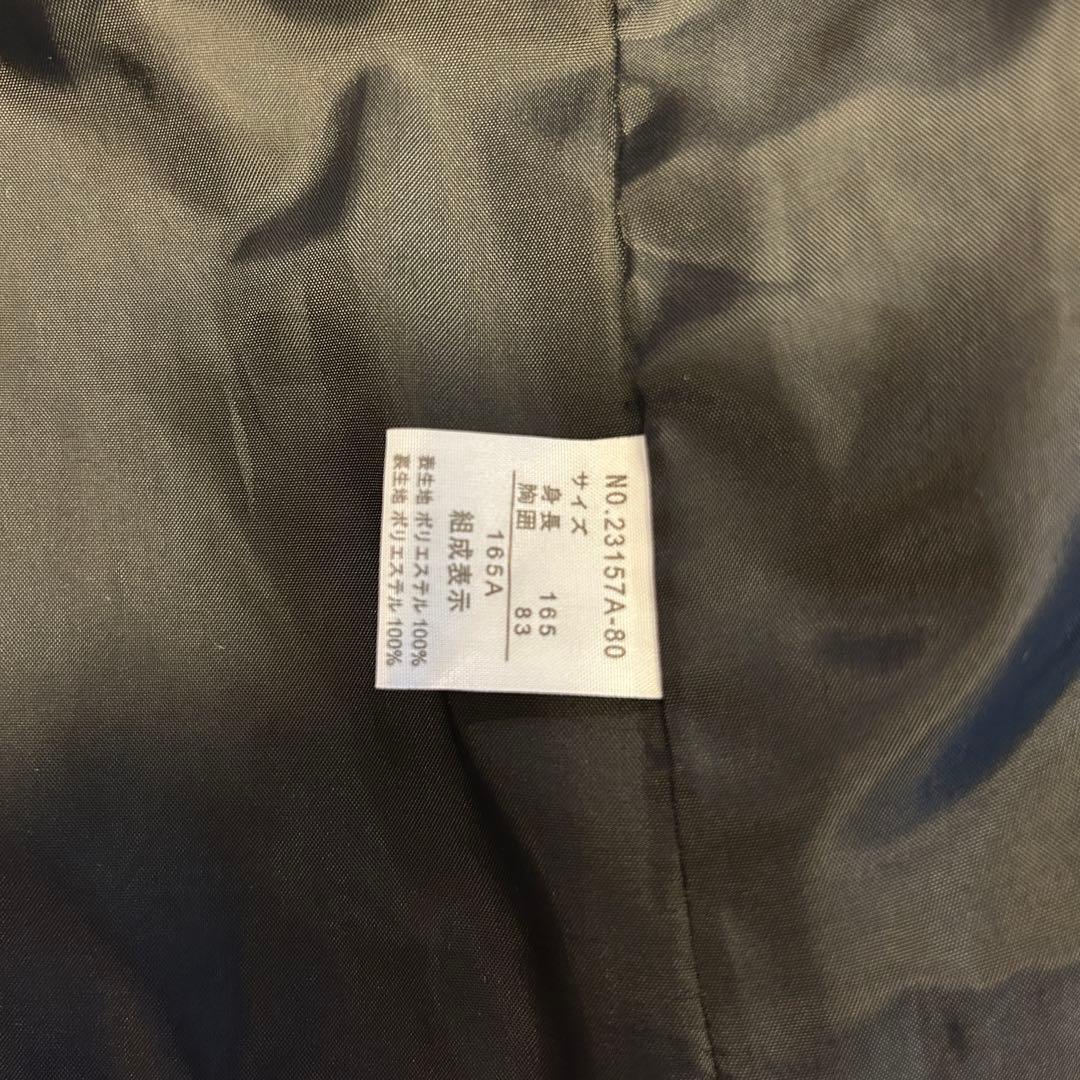 NO.23157A-80
サイズ
身長 165
胸囲 83
165A
組成表示
表生地 ポリエステル 100%
裏生地 ポリエステル 100%